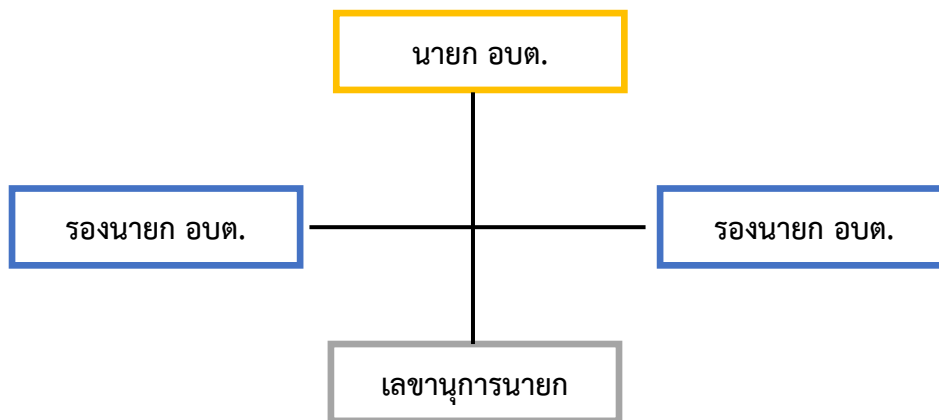 นายก อบต.
รองนายก อบต.
รองนายก อบต.
เลขานุการนายก